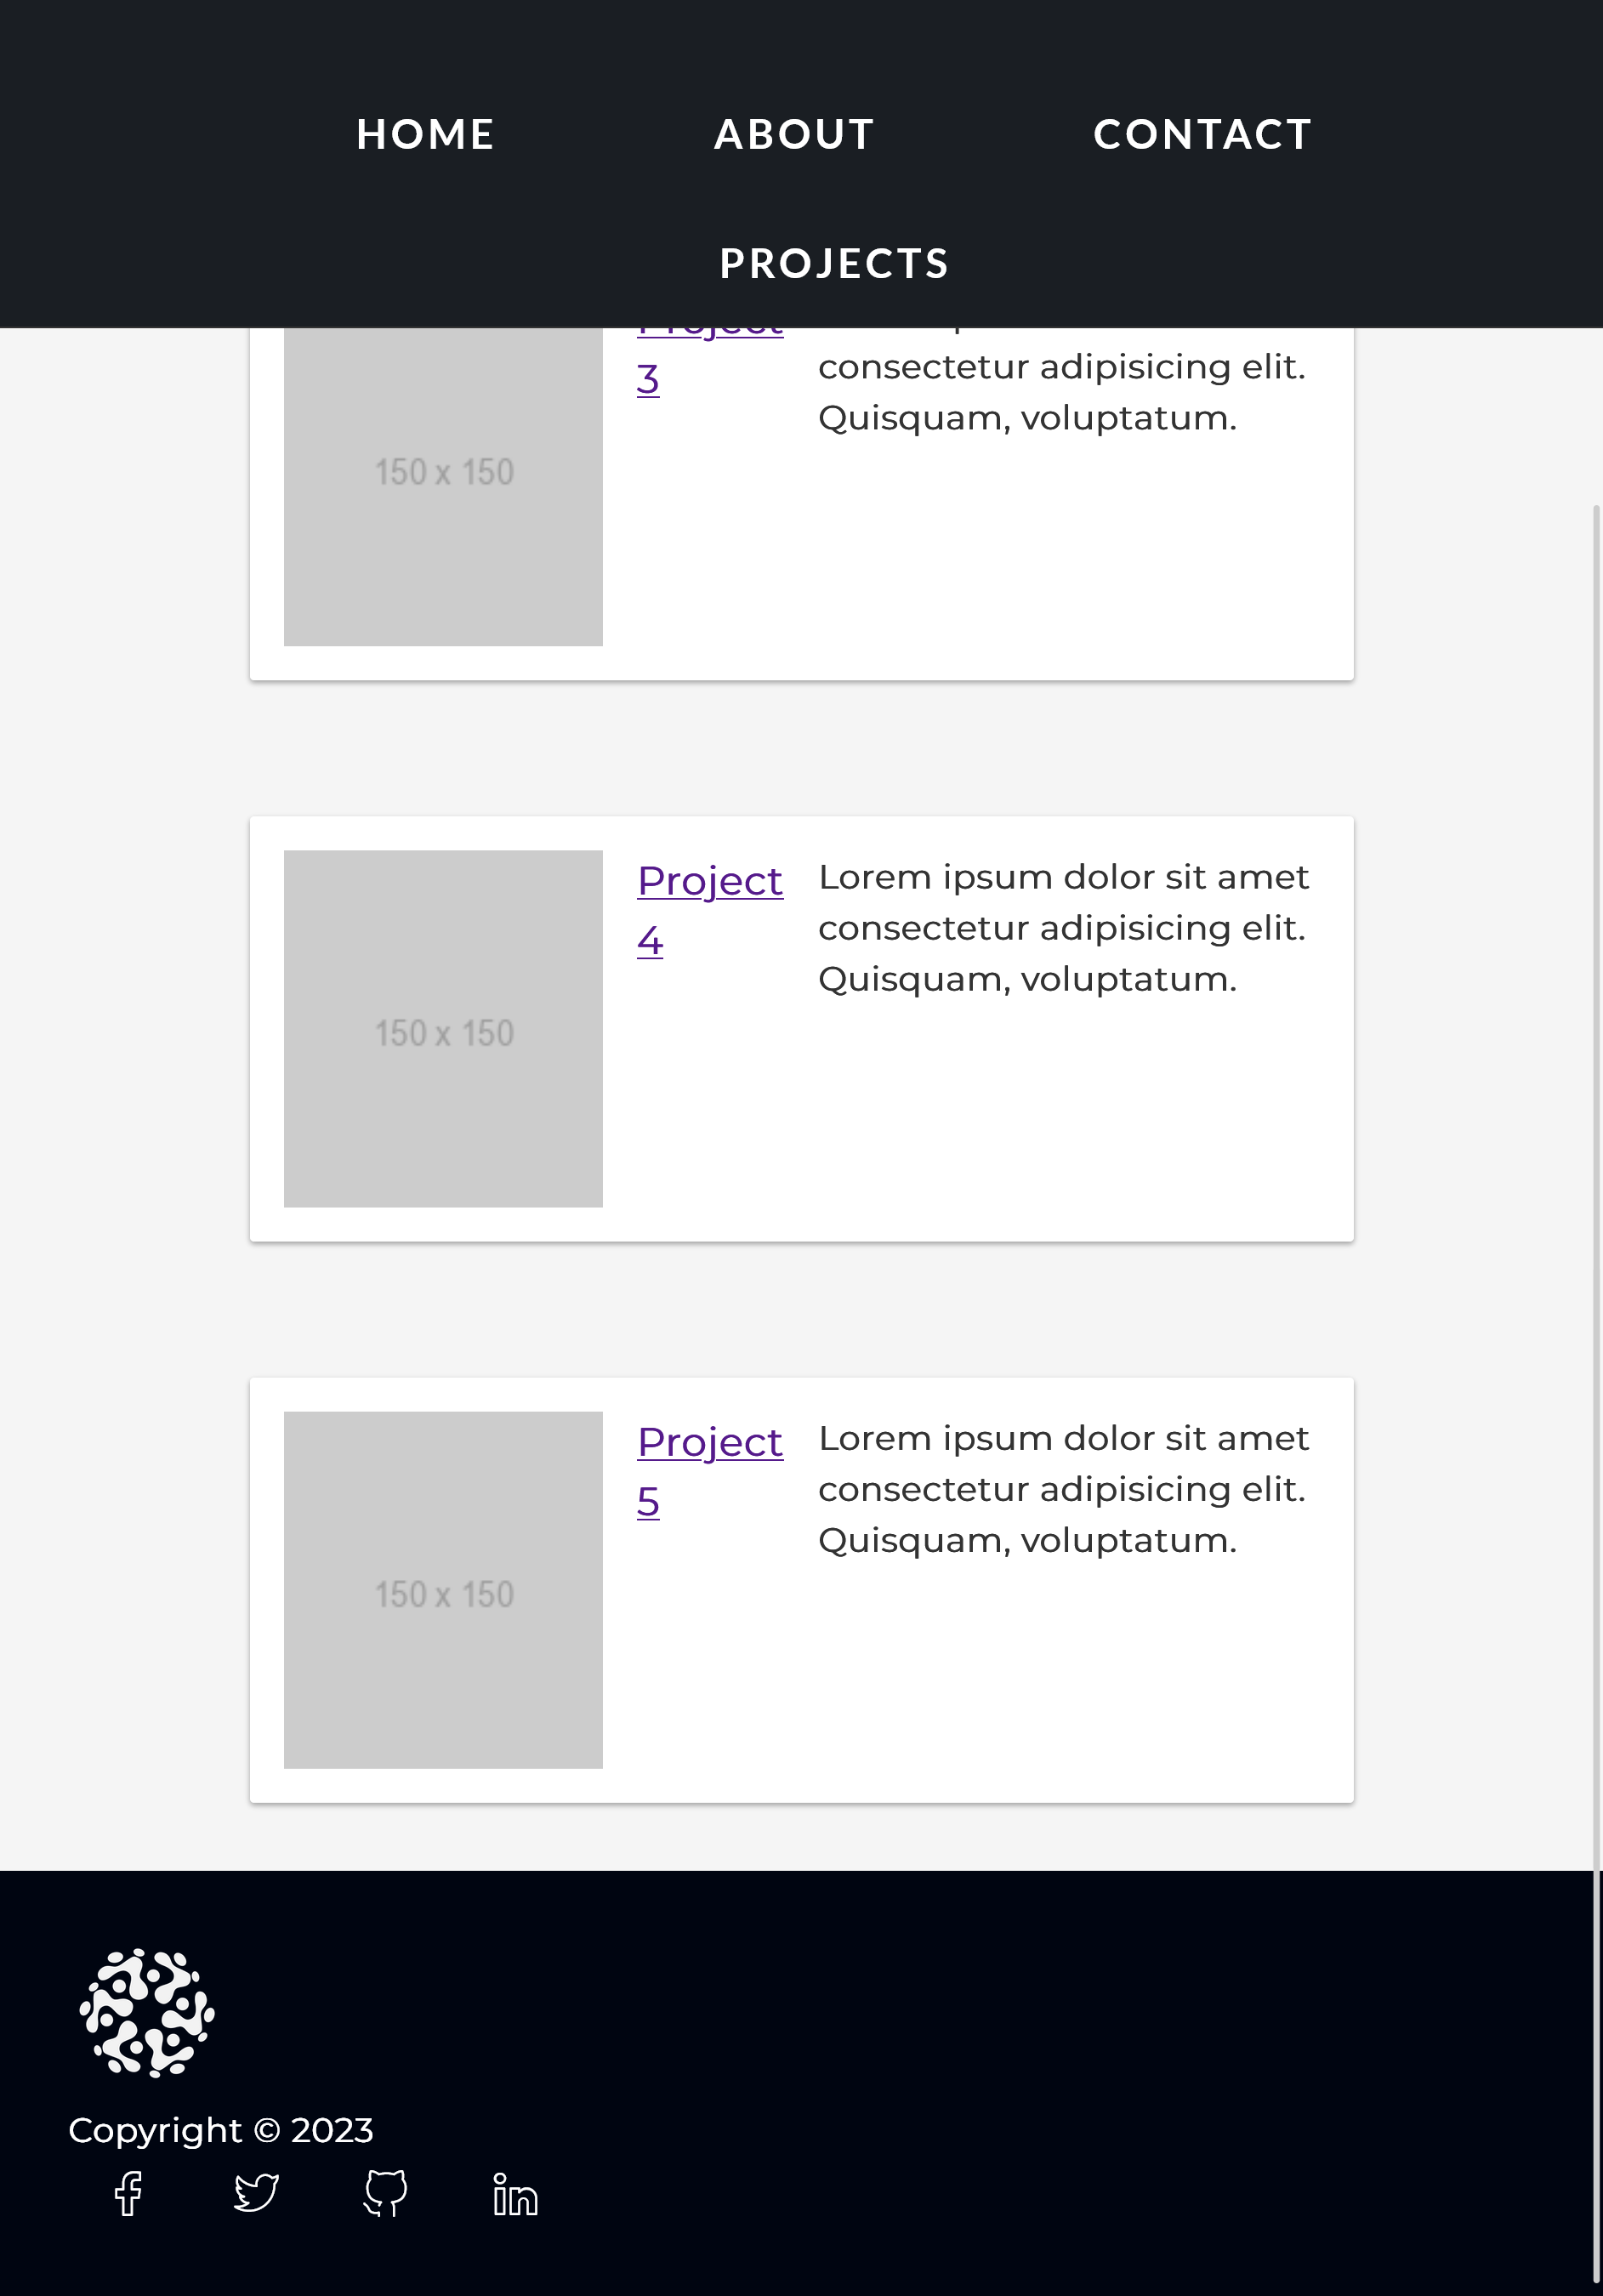 HOME ABOUT CONTACT
PROJECTS
Project
3
consectetur adipisicing elit.
Quisquam, voluptatum.
150 x 150
Project
4
Lorem ipsum dolor sit amet
consectetur adipisicing elit.
Quisquam, voluptatum.
150 x 150
Project
5
Lorem ipsum dolor sit amet
consectetur adipisicing elit.
Quisquam, voluptatum.
150 x 150
Copyright © 2023